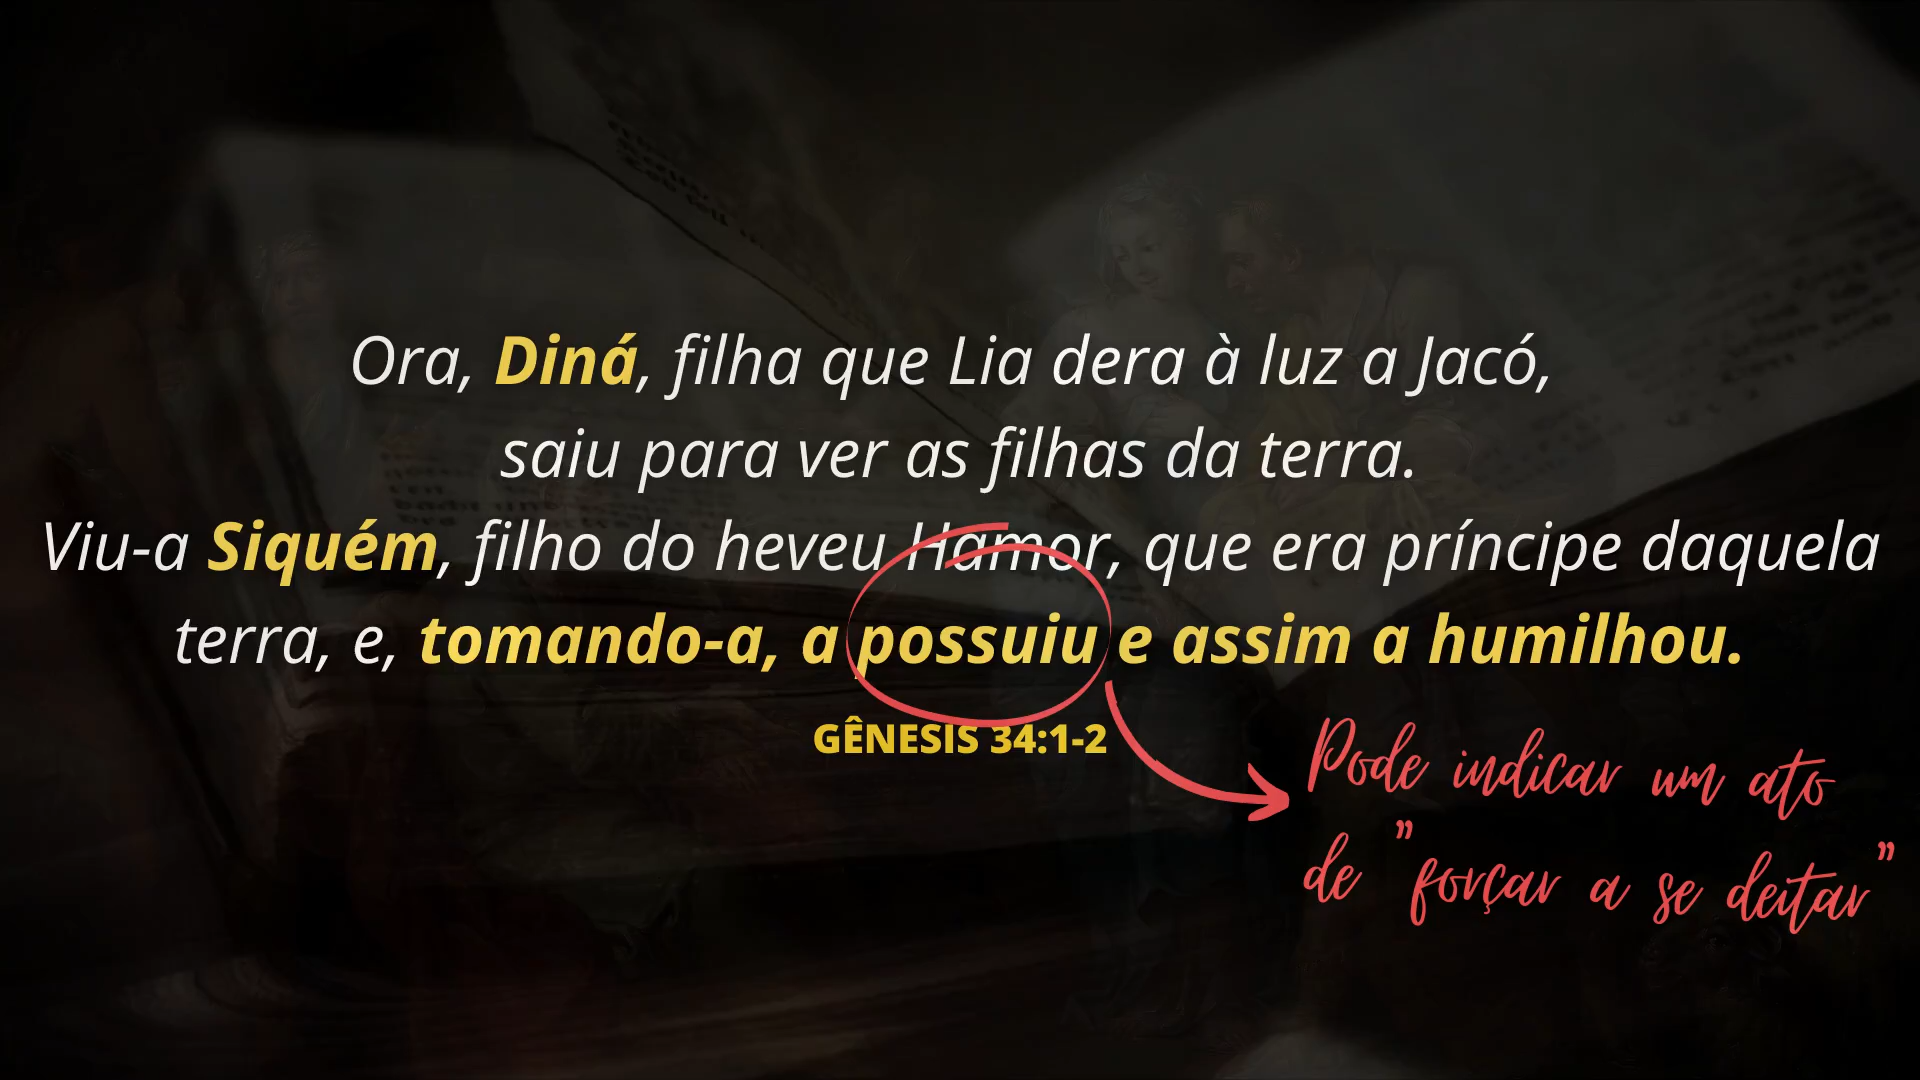 Ora, Diná, filha que Lia dera à luz a Jacó,
saiu para ver as filhas da terra.
Viu-a Siquém, filho do heveu Hamor, que era príncipe daquela
terra, e, tomando-a, a possuiu e assim a humilhou.
GÊNESIS 34:1-2
Pode indicar um ato
de "forçar a se deitar"